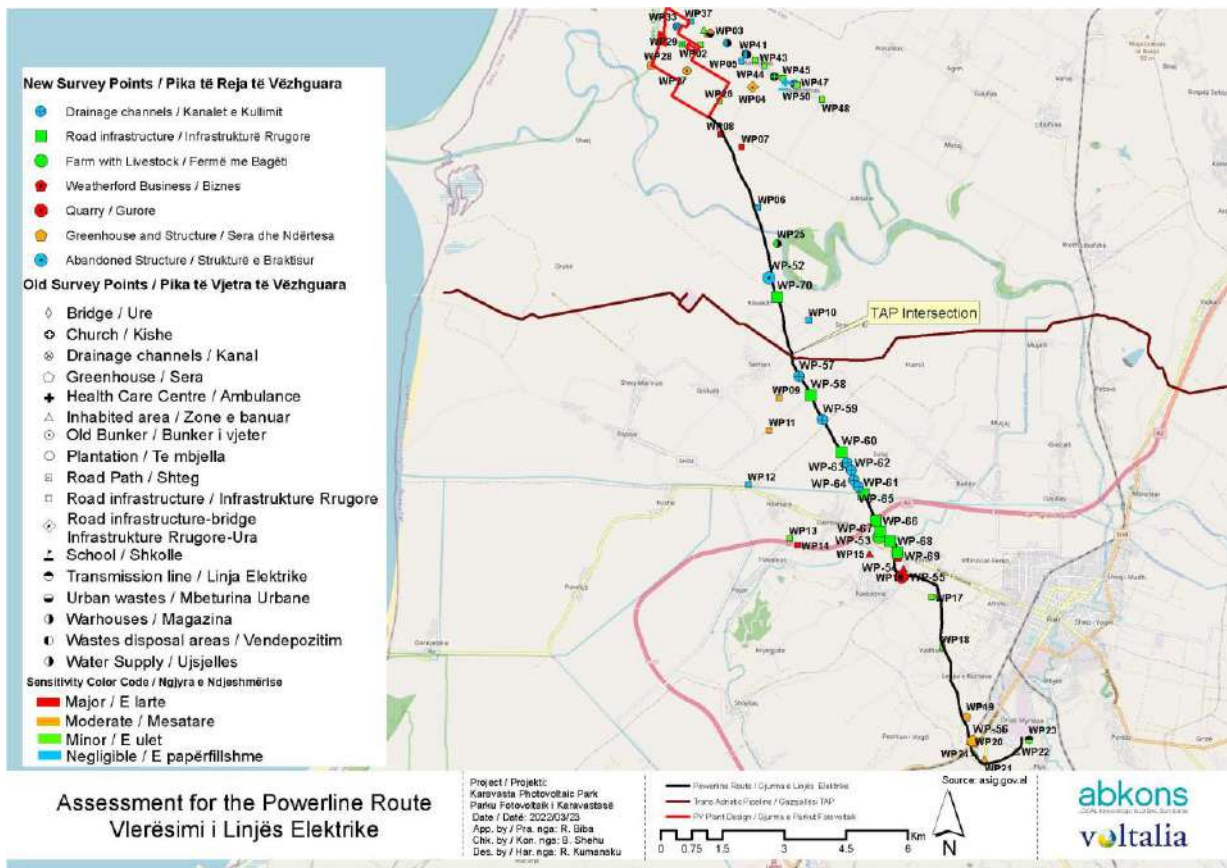 New Survey Points / Pika të Reja të Vëzhguara
Drainage channels / Kanalet e Kullimit
Road infrastructure / Infrastrukturë Rrugore
Farm with Livestock / Fermë me Bagëti
Weatherford Business / Biznes
Quarry / Gurore
Greenhouse and Structure / Sera dhe Ndërtesa
Abandoned Structure / Strukturë e Braktisur
Old Survey Points / Pika të Vjetra të Vëzhguara
Bridge / Ure
Church / Kishe
Drainage channels / Kanal
Greenhouse / Sera
Health Care Centre / Ambulance
Inhabited area / Zone e banuar
Old Bunker / Bunker i vjeter
Plantation / Te mbjella
Road Path / Shteg
Road infrastructure / Infrastrukture Rrugore
Road infrastructure-bridge
Infrastrukture Rrugore-Ura
School / Shkolle
Transmission line / Linja Elektrike
Urban wastes / Mbeturina Urbane
Warhouses / Magazina
Wastes disposal areas / Vendepozitim
Water Supply / Ujsjelles
Sensitivity Color Code / Ngjyra e Ndjeshmërise
Major / E larte
Moderate / Mesatare
Minor / E ulet
Negligible / E papërfillshme
WP33
WP37
WP03
WP29
WP02
WP41
WP28
WP05
WP43
WP27
WP44
WP45
WP04
WP50
WP47
WP26
WP48
WP08
WP07
WP06
WP25
WP-52
WP-70
WP10
TAP Intersection
WP-57
WP-58
WP09
WP-59
WP11
WP-60
WP-63
WP-62
WP-64
WP-61
WP12
WP-65
WP-66
WP-67
WP13
WP-53
WP-68
WP14
WP15
WP-69
WP-54
WP-55
WP17
WP18
WP19
WP-56
WP20
WP23
WP22
WP24
WP21
Assessment for the Powerline Route
Vlerësimi i Linjës Elektrike
Project / Projekti:
Karavasta Photovoltaic Park
Parku Fotovoltaik i Karavastasë
Date / Datë: 2022/03/23
App. by / Pra. nga: R. Biba
Chk. by / Kon. nga: B. Shehu
Des. by / Har. nga: R. Kumanaku
Powerline Route / Gjurma e Linjës Elektrike
Trans Adriatic Pipeline / Gazsjellësi TAP
PV Plant Design / Gjurma e Parkut Fotovoltaik
0 0.75 1.5 3 4.5 6
Km
Source: asig.gov.al
N
abkons
voltalia